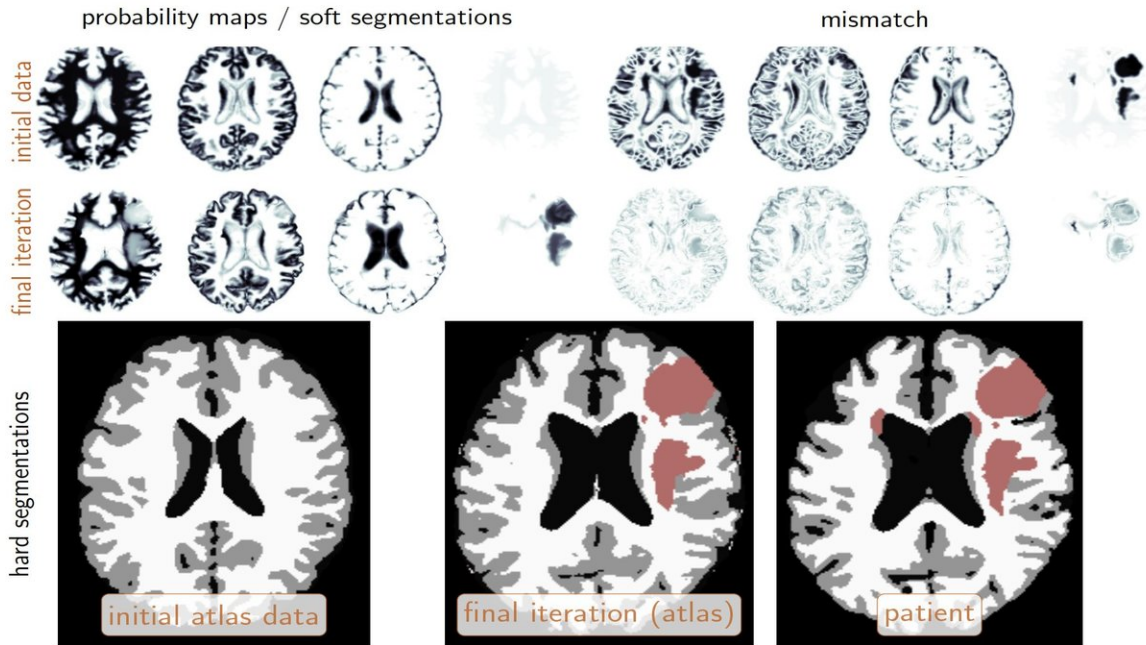 probability maps / soft segmentations
mismatch
initial data
final iteration
hard segmentations
initial atlas data
final iteration (atlas)
patient